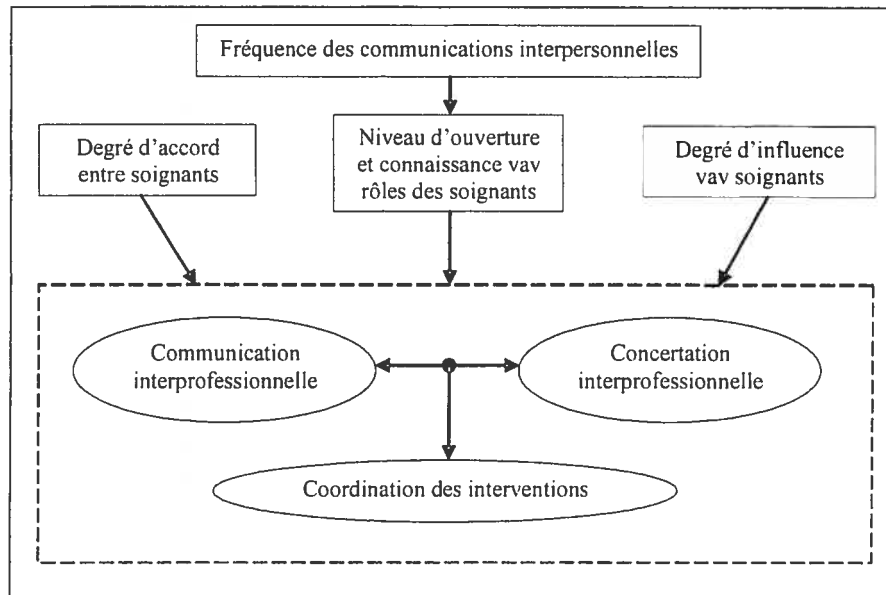 Fréquence des communications interpersonnelles
Degré d'accord
entre soignants
Niveau d'ouverture
et connaissance vav
rôles des soignants
Degré d'influence
vav soignants
Communication
interprofessionnelle
Concertation
interprofessionnelle
Coordination des interventions